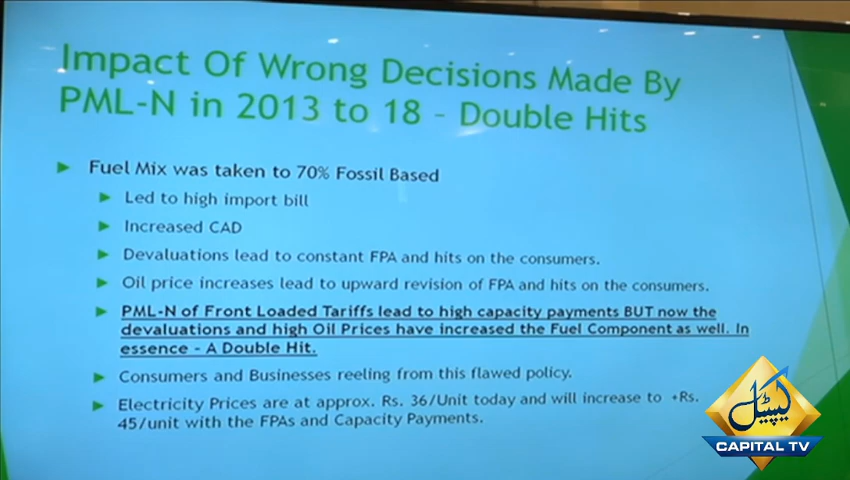 Impact Of Wrong Decisions Made By
PML-N in 2013 to 18 – Double Hits
Fuel Mix was taken to 70% Fossil Based
Led to high import bill
Increased CAD
Devaluations lead to constant FPA and hits on the consumers.
Oil price increases lead to upward revision of FPA and hits on the consumers.
PML-N of Front Loaded Tariffs lead to high capacity payments BUT now the
devaluations and high Oil Prices have increased the Fuel Component as well. In
essence – A Double Hit.
Consumers and Businesses reeling from this flawed policy.
Electricity Prices are at approx. Rs. 36/Unit today and will increase to +Rs.
45/unit with the FPAs and Capacity Payments.
کیپیٹل
CAPITAL TV